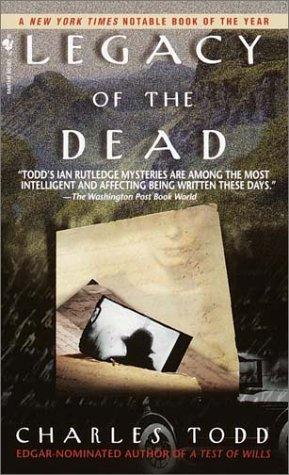 A NEW YORK TIMES NOTABLE BOOK OF THE YEAR
LEGACY
OF THE
DEAD
"TODD'S IAN RUTLEDGE MYSTERIES ARE AMONG THE MOST
INTELLIGENT AND AFFECTING BEING WRITTEN THESE DAYS."
—The Washington Post Book World
CHARLES TODD
EDGAR-NOMINATED AUTHOR OF A TEST OF WILLS